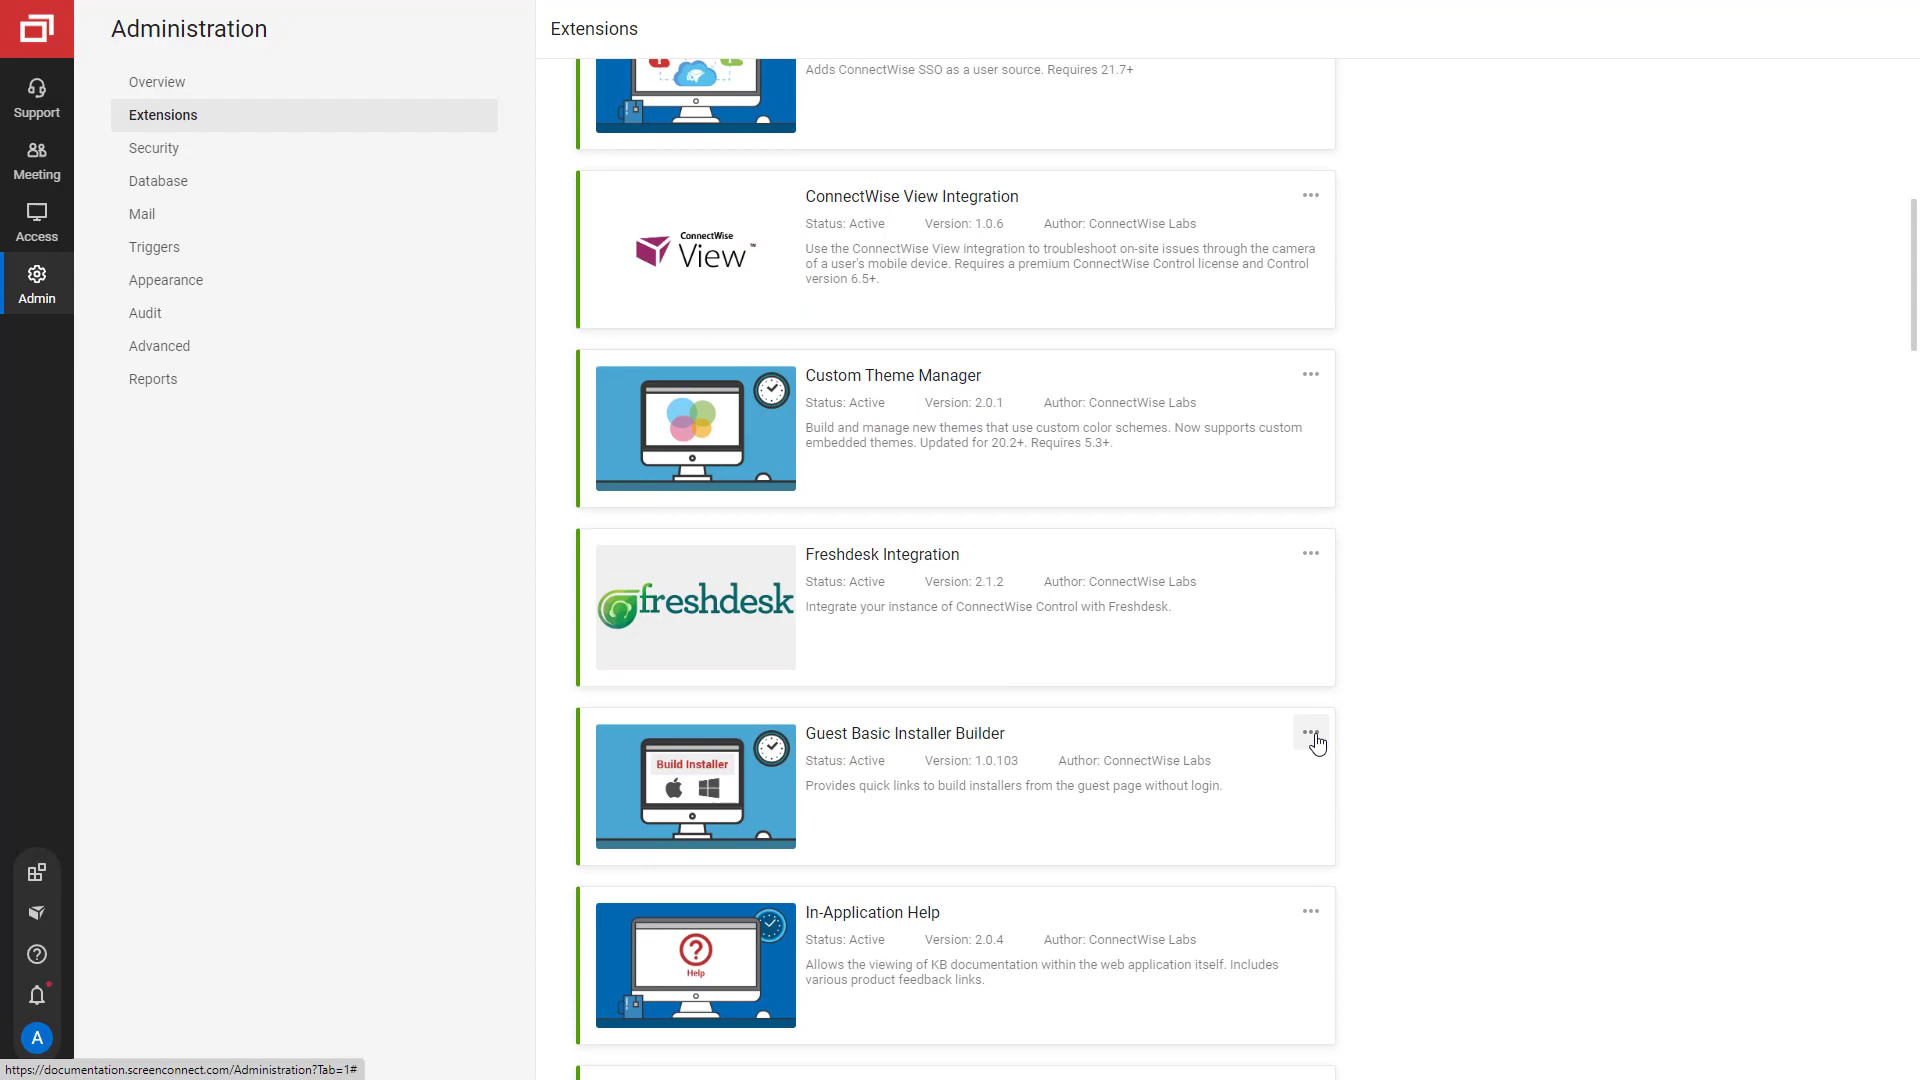 Administration
Extensions
Support
Meeting
Access
Admin
Overview
Extensions
Security
Database
Mail
Triggers
Appearance
Audit
Advanced
Reports
Adds ConnectWise SSO as a user source. Requires 21.7+
ConnectWise
View™
ConnectWise View Integration
Status: Active Version: 1.0.6 Author: ConnectWise Labs
Use the ConnectWise View integration to troubleshoot on-site issues through the camera
of a user's mobile device. Requires a premium ConnectWise Control license and Control
version 6.5+.
Custom Theme Manager
Status: Active Version: 2.0.1 Author: ConnectWise Labs
Build and manage new themes that use custom color schemes. Now supports custom
embedded themes. Updated for 20.2+. Requires 5.3+.
freshdesk
Freshdesk Integration
Status: Active Version: 2.1.2 Author: ConnectWise Labs
Integrate your instance of ConnectWise Control with Freshdesk.
Build Installer
Guest Basic Installer Builder
Status: Active Version: 1.0.103 Author: ConnectWise Labs
Provides quick links to build installers from the guest page without login.
?
Help
In-Application Help
Status: Active Version: 2.0.4 Author: ConnectWise Labs
Allows the viewing of KB documentation within the web application itself. Includes
various product feedback links.
A
https://documentation.screenconnect.com/Administration?Tab=1#